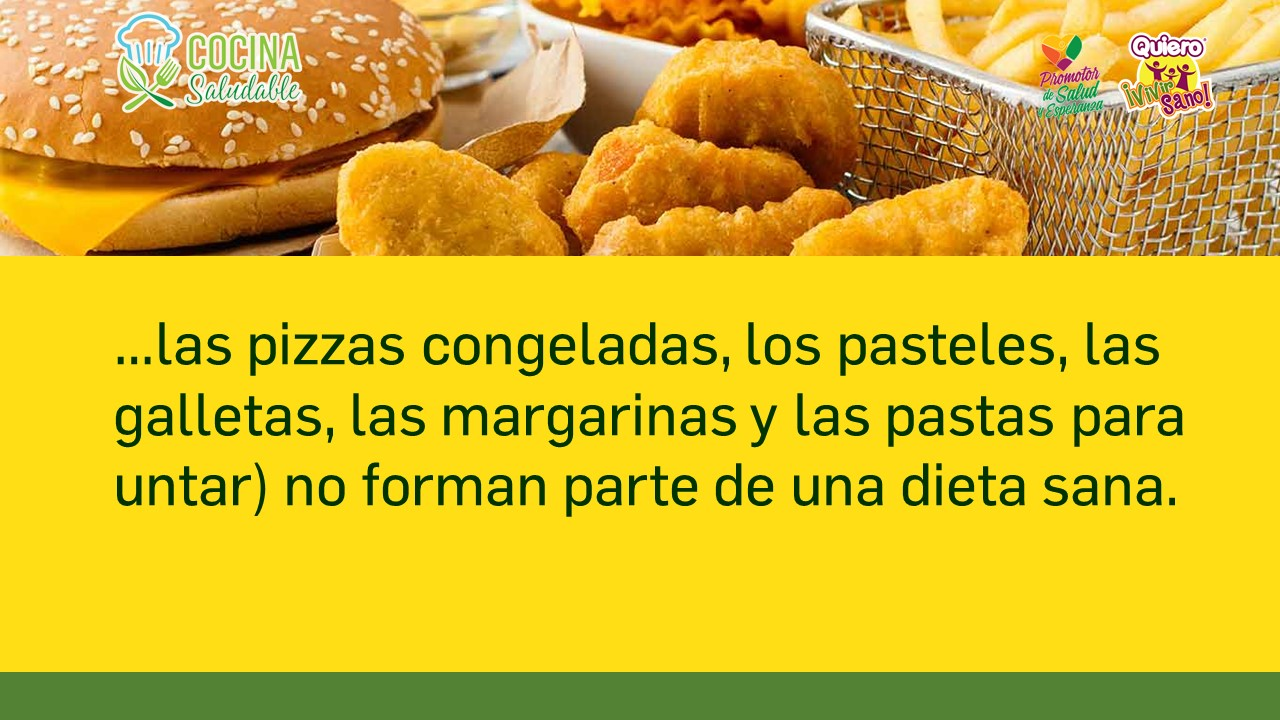 COCINA
Saludable
Promotor
de Salud
y Esperanza
Quiero
¡Vivir
Sano!
...las pizzas congeladas, los pasteles, las
galletas, las margarinas y las pastas para
untar) no forman parte de una dieta sana.